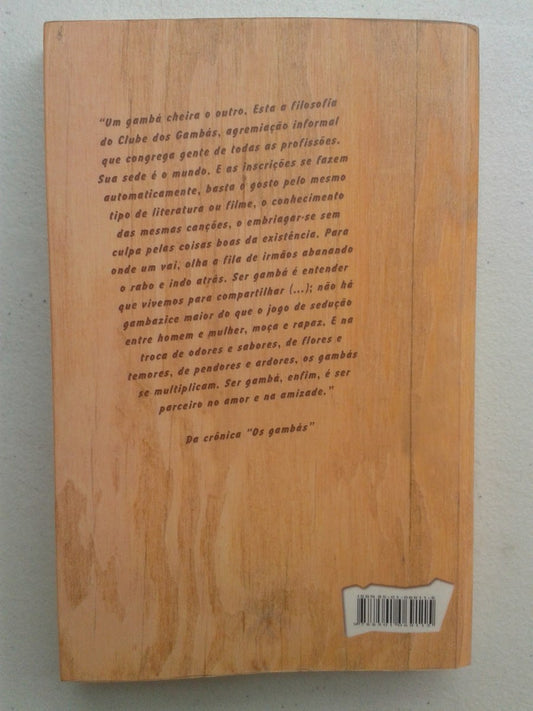 “Um gambá cheira o outro. Esta a filosofia
do Clube dos Gambás, agremiação informal
que congrega gente de todas as profissões.
Sua sede é o mundo. E as inscrições se fazem
automaticamente, basta o gosto pelo mesmo
tipo de literatura ou filme, o conhecimento
das mesmas canções, o embriagar-se sem
culpa pelas coisas boas da existência. Para
onde um vai, olha a fila de irmãos abanando
o rabo e indo atrás. Ser gambá é entender
que vivemos para compartilhar (...); não há
gambazice maior do que o jogo de sedução
entre homem e mulher, moça e rapaz. E na
troca de odores e sabores, de flores e
temores, de pendores e ardores, os gambás
se multiplicam. Ser gambá, enfim, é ser
parceiro no amor e na amizade.”
Da crônica “Os gambás”
ISBN 85-01-06911-6